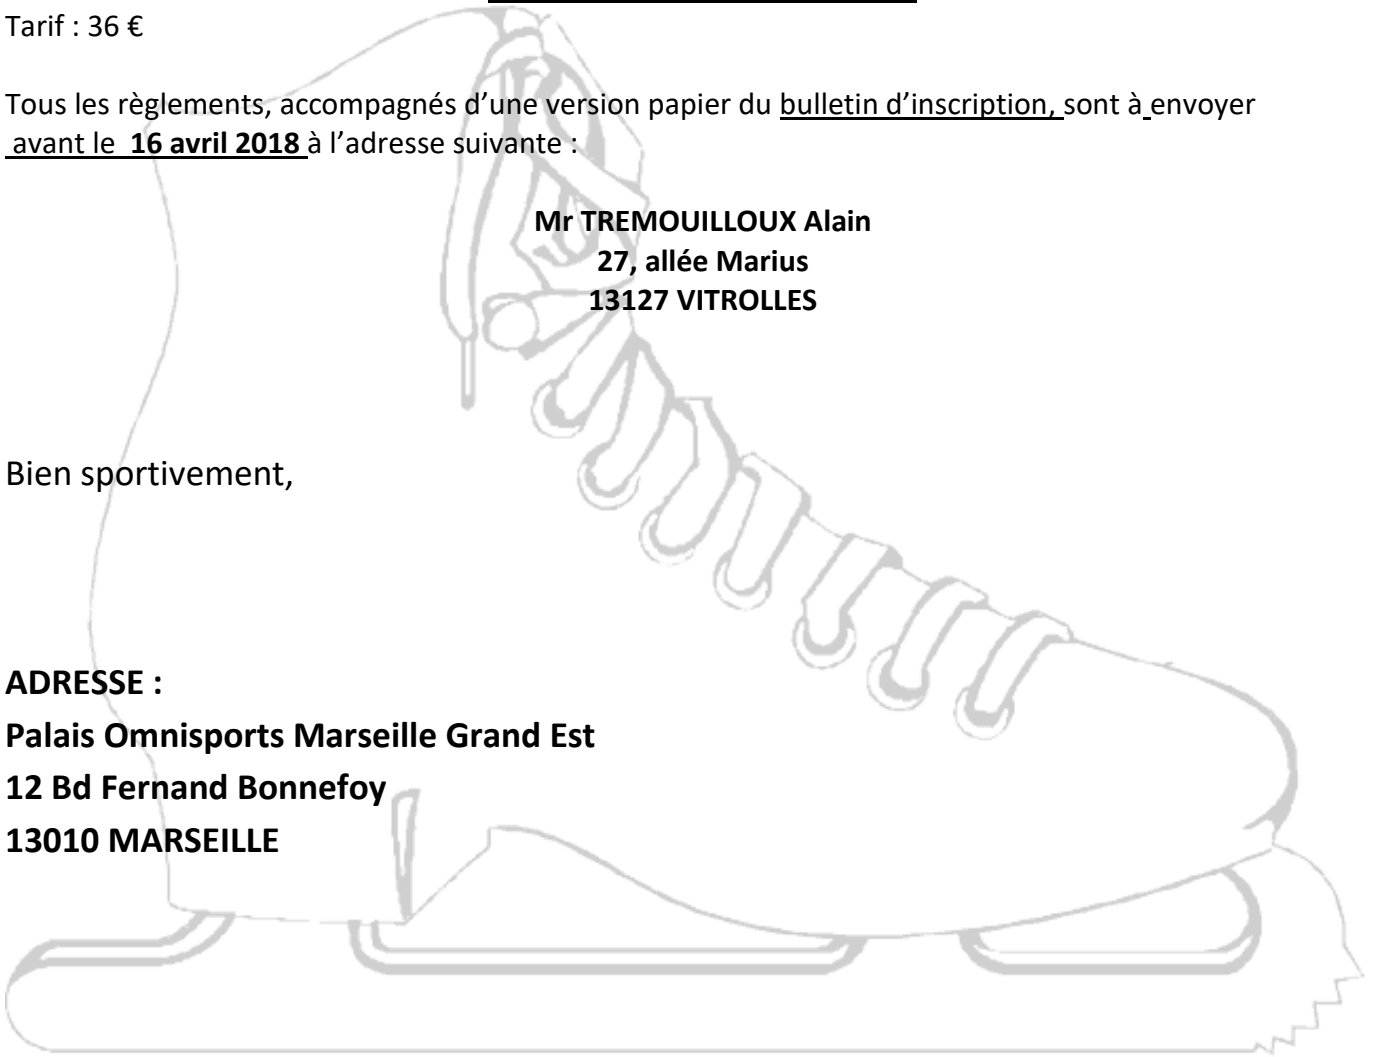 Tarif : 36 €
Tous les règlements, accompagnés d’une version papier du bulletin d’inscription, sont à envoyer
avant le 16 avril 2018 à l’adresse suivante :
Mr TREMOUILLOUX Alain
27, allée Marius
13127 VITROLLES
Bien sportivement,
ADRESSE :
Palais Omnisports Marseille Grand Est
12 Bd Fernand Bonnefoy
13010 MARSEILLE